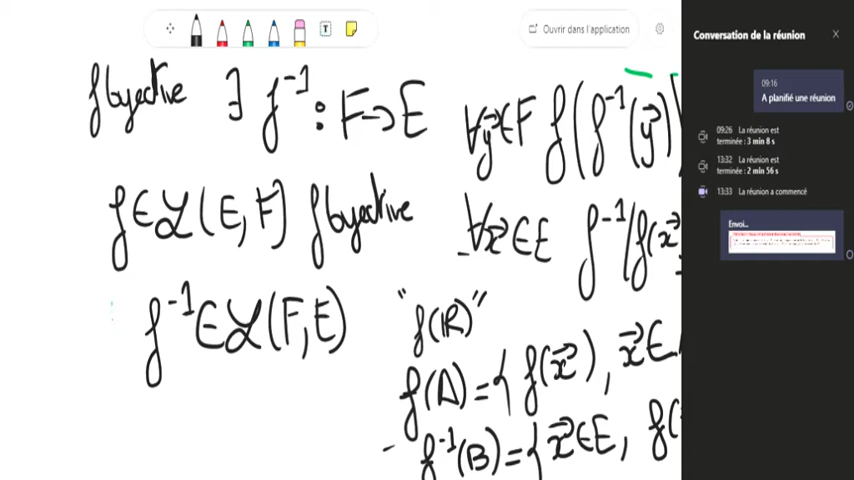 Ouvrir dans l'application
T
f bijective ∃ f⁻¹ : F→E
∀y⃗∈F f(f⁻¹(y⃗)
f∈ℒ(E,F) f bijective
∀x⃗∈E f⁻¹(f(x⃗
f⁻¹∈ℒ(F,E)
"f(IR)"
f(A)={f(x⃗), x⃗∈
f⁻¹(B)={x⃗∈E, f(
Conversation de la réunion
09:16
A planifié une réunion
09:26 La réunion est
terminée : 3 min 8 s
13:32 La réunion est
terminée : 2 min 56 s
13:33 La réunion a commencé
Envoi...